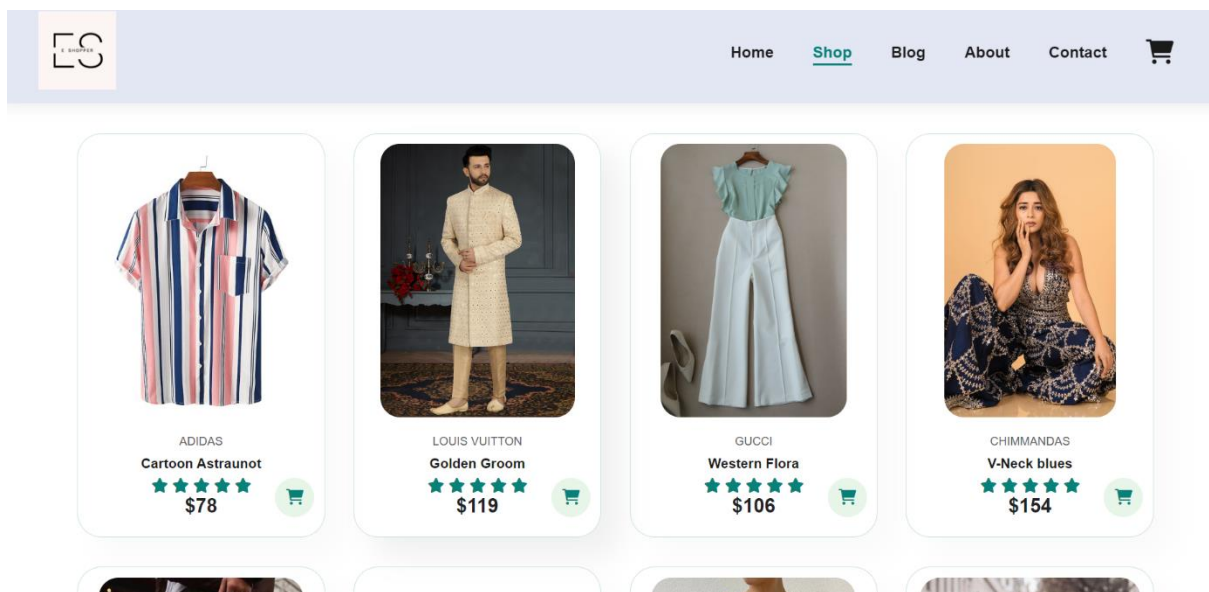 E SHOPPER
Home Shop Blog About Contact
ADIDAS
Cartoon Astraunot
$78
LOUIS VUITTON
Golden Groom
$119
GUCCI
Western Flora
$106
CHIMMANDAS
V-Neck blues
$154